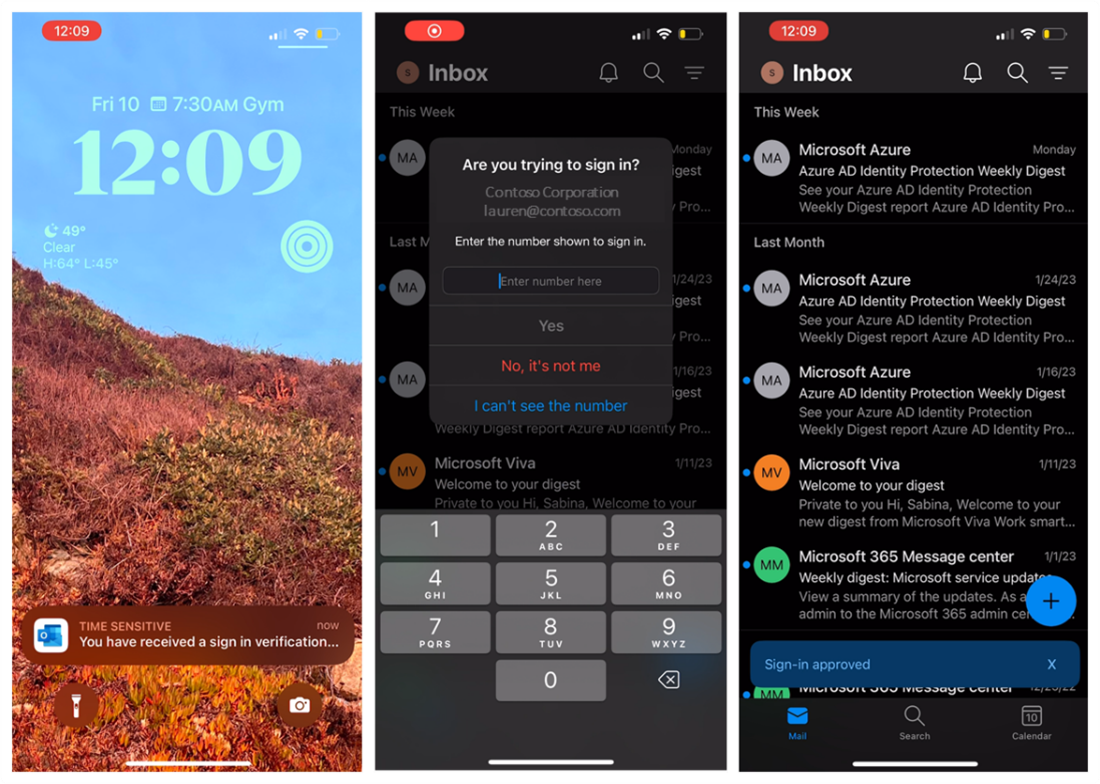 12:09
Fri 10 7:30AM Gym
12:09
49°
Clear
H:64° L:45°
TIME SENSITIVE
now
You have received a sign in verification...
Inbox
S
This Week
MA
Monday
igest
Pro...
Last M
MA
1/24/23
igest
Pro...
MA
1/16/23
igest
Weekly Digest report Azure AD Identity Pro...
Are you trying to sign in?
Contoso Corporation
lauren@contoso.com
Enter the number shown to sign in.
Enter number here
Yes
No, it's not me
I can't see the number
MV
Microsoft Viva
1/11/23
Welcome to your digest
Private to you Hi, Sabina, Welcome to your
1
2
ABC
3
DEF
4
GHI
5
JKL
6
MNO
7
PQRS
8
TUV
9
WXYZ
0
12:09
S
Inbox
This Week
MA
Microsoft Azure
Monday
Azure AD Identity Protection Weekly Digest
See your Azure AD Identity Protection
Weekly Digest report Azure AD Identity Pro...
Last Month
MA
Microsoft Azure
1/24/23
Azure AD Identity Protection Weekly Digest
See your Azure AD Identity Protection
Weekly Digest report Azure AD Identity Pro...
MA
Microsoft Azure
1/16/23
Azure AD Identity Protection Weekly Digest
See your Azure AD Identity Protection
Weekly Digest report Azure AD Identity Pro...
MV
Microsoft Viva
1/11/23
Welcome to your digest
Private to you Hi, Sabina, Welcome to your
new digest from Microsoft Viva Work smart...
MM
Microsoft 365 Message center
1/1/23
Weekly digest: Microsoft service updat
View a summary of the updates. As a
admin to the Microsoft 365 admin cen
Sign-in approved
X
MM
Microsoft 365 Message center
Mail
Search
10
Calendar